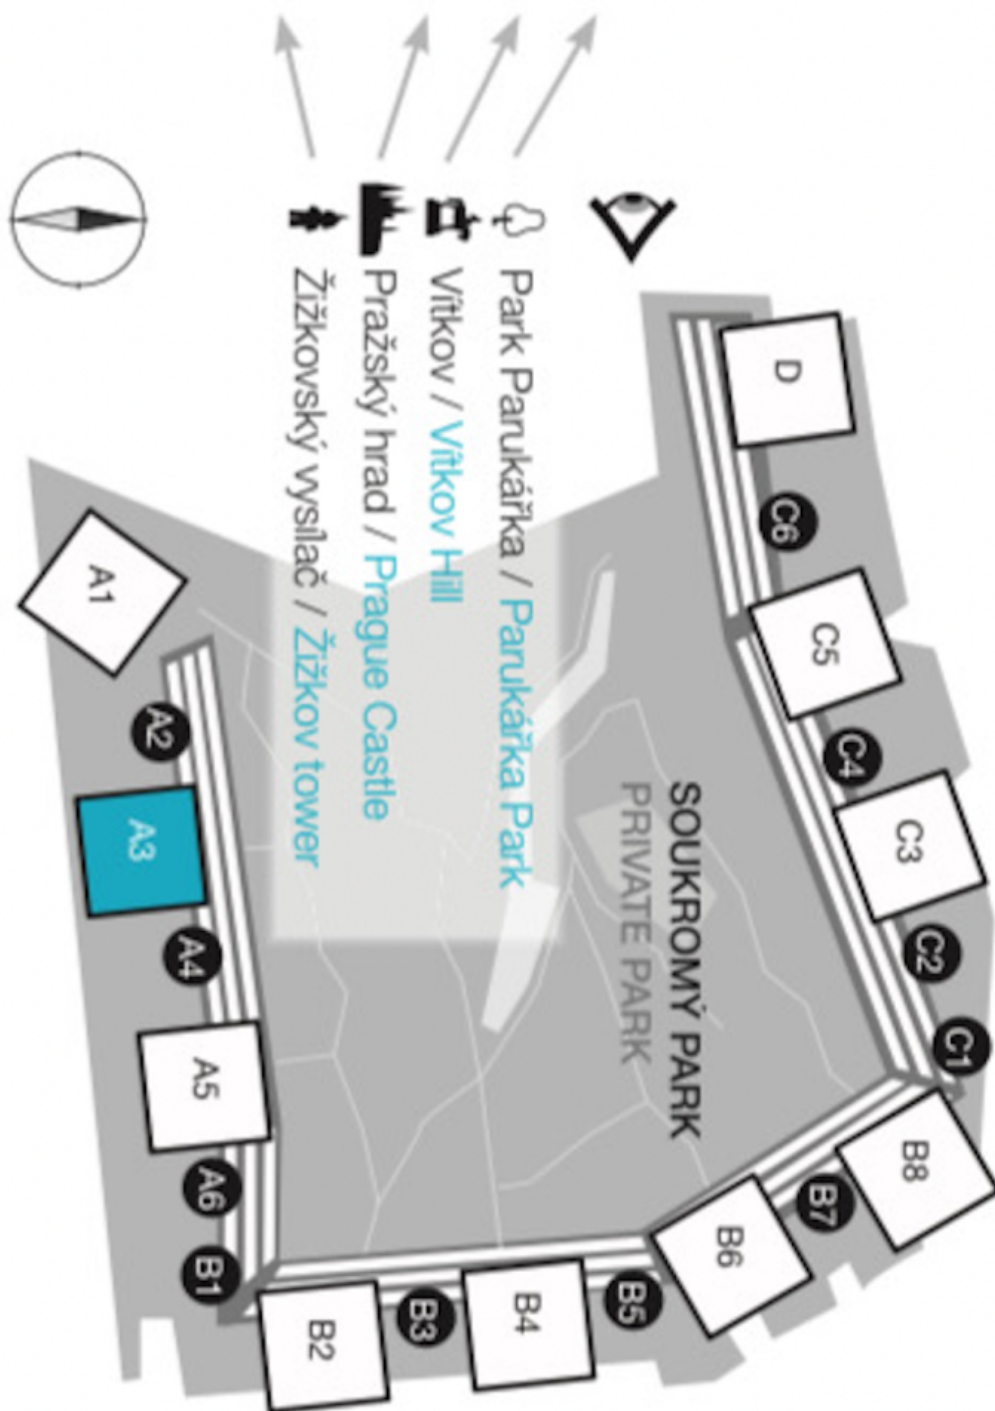 Park Parukářka / Parukářka Park
Vítkov / Vítkov Hill
Pražský hrad / Prague Castle
Žižkovský vysílač / Žižkov tower
SOUKROMÝ PARK
PRIVATE PARK
D
C6
C5
C4
C3
C2
C1
B8
B7
B6
B5
B4
B3
B2
B1
A6
A5
A4
A3
A2
A1